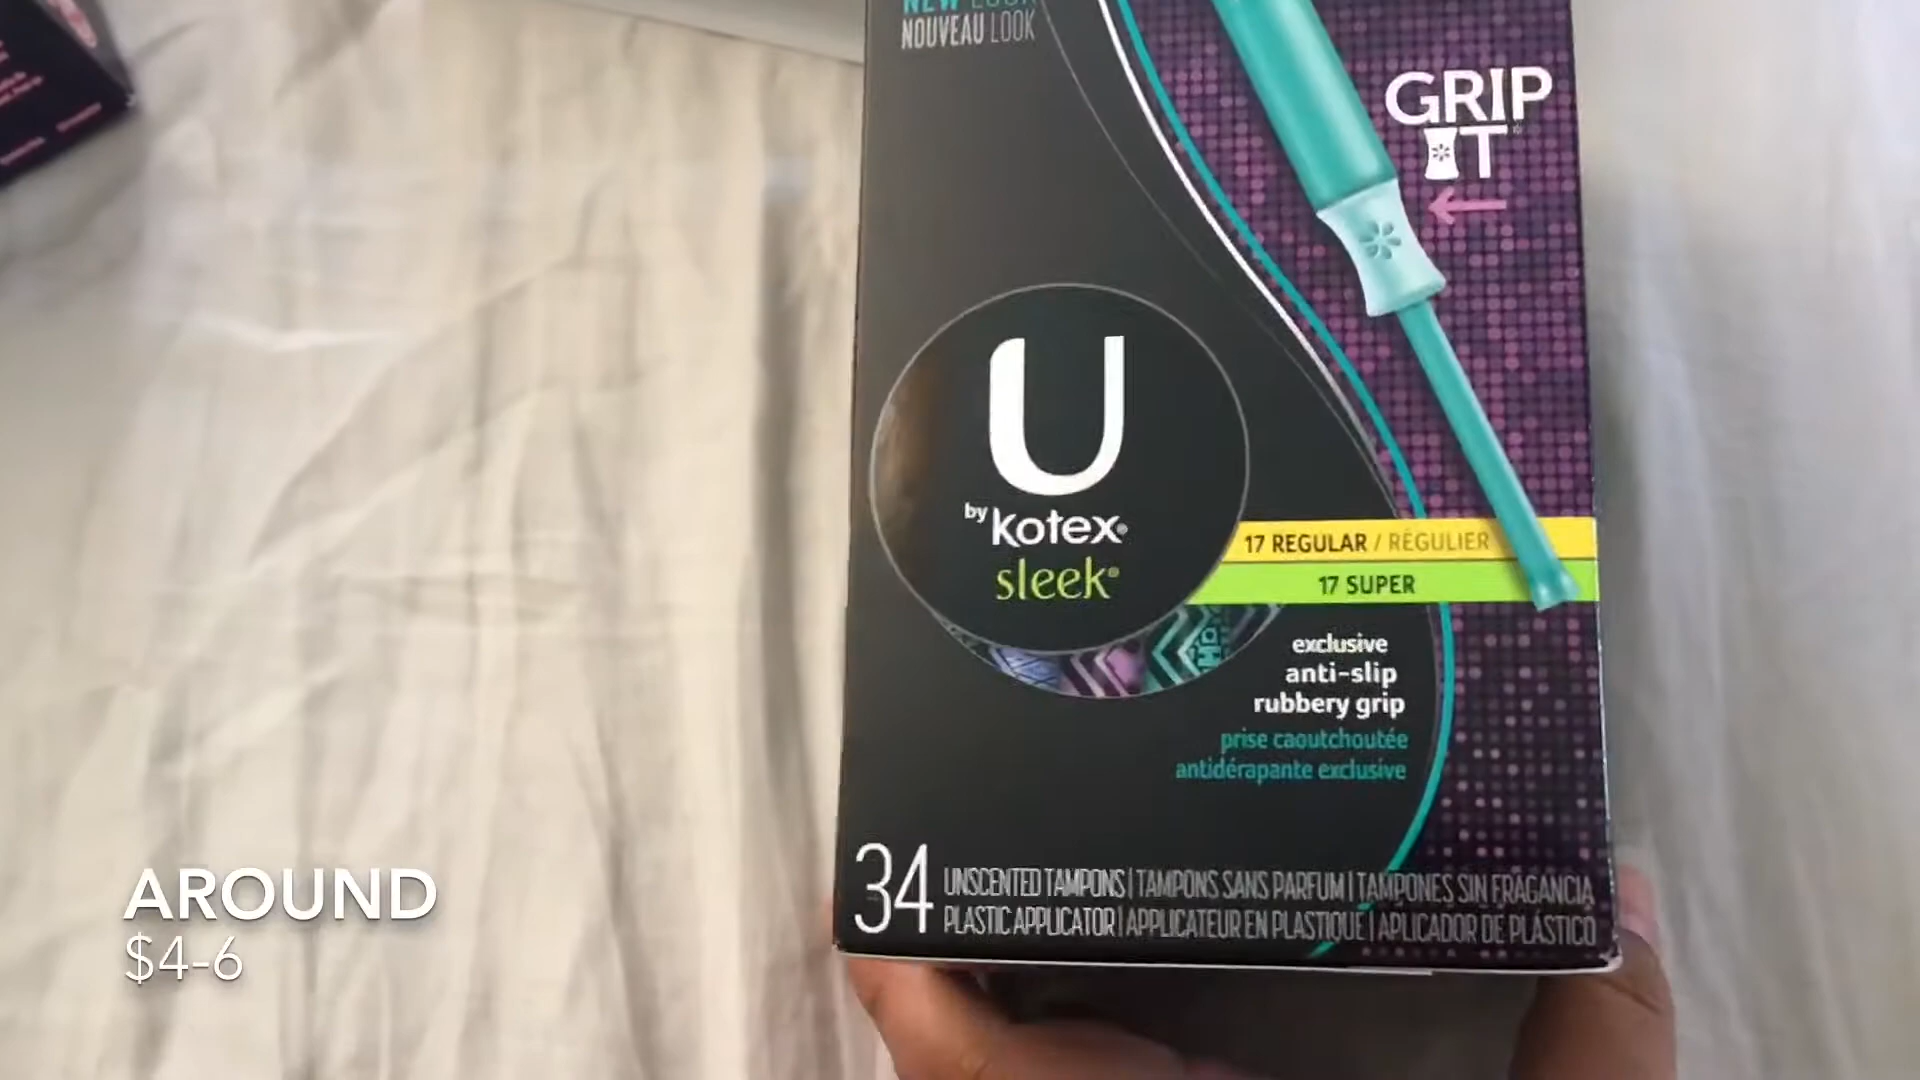 NEW LOOK
NOUVEAU LOOK
GRIP
IT
U
by kotex®
sleek®
17 REGULAR / RÉGULIER
17 SUPER
exclusive
anti-slip
rubbery grip
prise caoutchoutée
antidérapante exclusive
34
UNSCENTED TAMPONS | TAMPONS SANS PARFUM | TAMPONES SIN FRAGANCIA
PLASTIC APPLICATOR | APPLICATEUR EN PLASTIQUE | APLICADOR DE PLÁSTICO
AROUND
$4-6